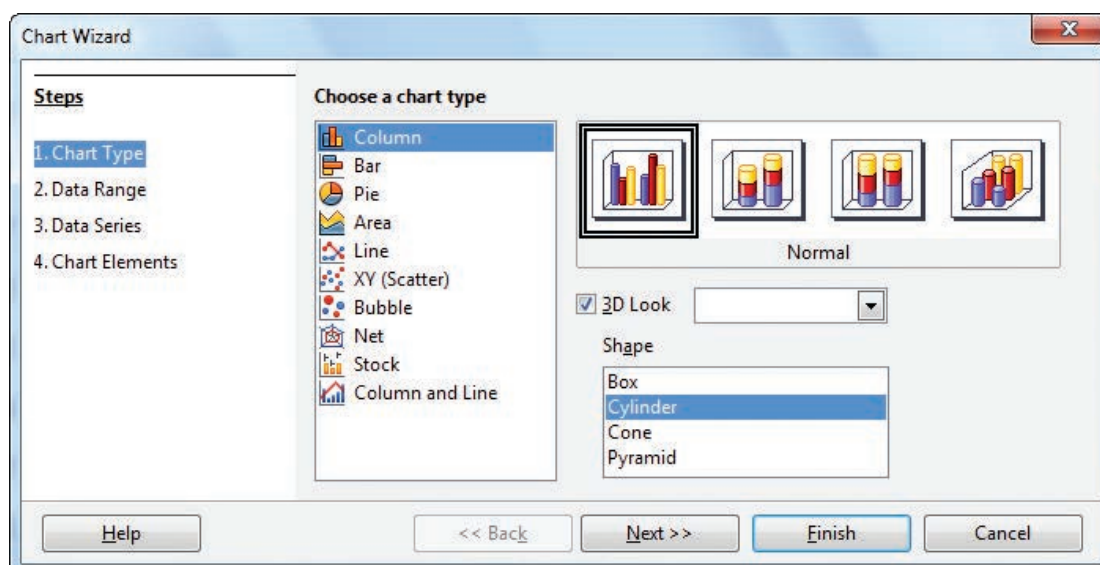 Chart Wizard
Steps
1. Chart Type
2. Data Range
3. Data Series
4. Chart Elements
Choose a chart type
Column
Bar
Pie
Area
Line
XY (Scatter)
Bubble
Net
Stock
Column and Line
Normal
3D Look
Shape
Box
Cylinder
Cone
Pyramid
Help
<< Back
Next >>
Finish
Cancel